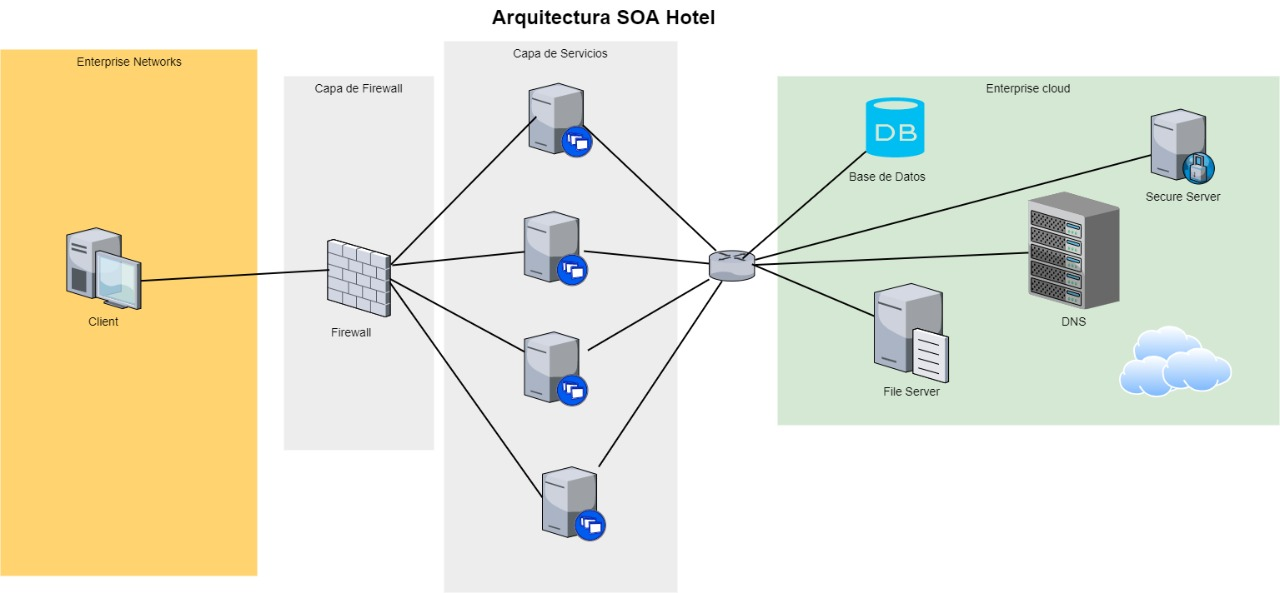 Arquitectura SOA Hotel
Enterprise Networks
Capa de Firewall
Capa de Servicios
Enterprise cloud
DB
Base de Datos
Secure Server
Client
Firewall
DNS
File Server